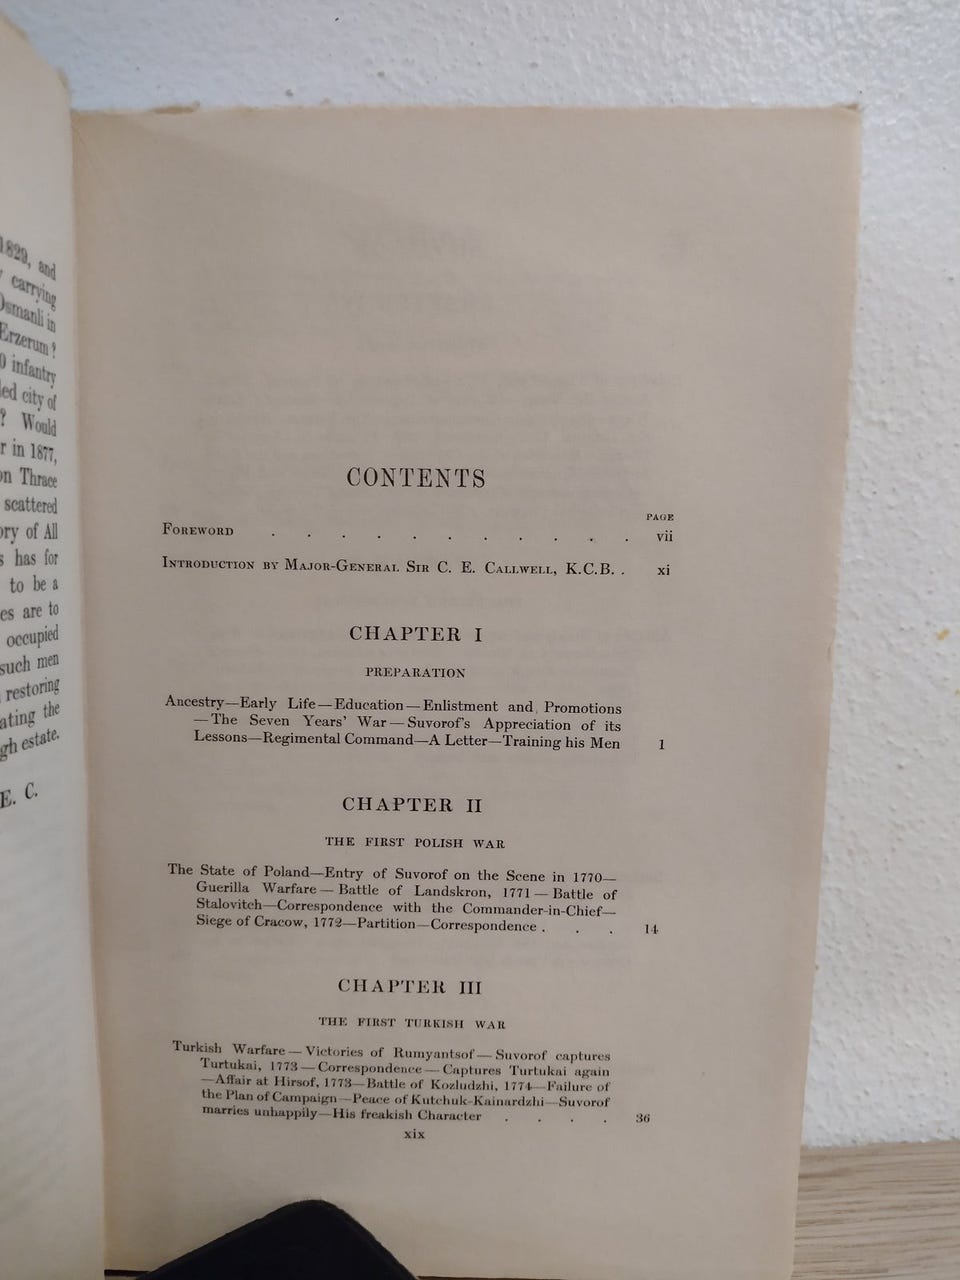 1829, and
carrying
Osmanli in
Erzerum?
infantry
city of
? Would
in 1877,
Thrace
scattered
of All
has for
to be a
are to
occupied
such men
restoring
the
estate.
E. C.
CONTENTS
PAGE
FOREWORD . . . . . . . . . . . vii
INTRODUCTION BY MAJOR-GENERAL SIR C. E. CALLWELL, K.C.B. . xi
CHAPTER I
PREPARATION
Ancestry—Early Life—Education—Enlistment and Promotions
—The Seven Years' War—Suvorof's Appreciation of its
Lessons—Regimental Command—A Letter—Training his Men 1
CHAPTER II
THE FIRST POLISH WAR
The State of Poland—Entry of Suvorof on the Scene in 1770—
Guerilla Warfare—Battle of Landskron, 1771—Battle of
Stalovitch—Correspondence with the Commander-in-Chief—
Siege of Cracow, 1772—Partition—Correspondence . . . 14
CHAPTER III
THE FIRST TURKISH WAR
Turkish Warfare—Victories of Rumyantsof—Suvorof captures
Turtukai, 1773—Correspondence—Captures Turtukai again
—Affair at Hirsof, 1773—Battle of Kozludzhi, 1774—Failure of
the Plan of Campaign—Peace of Kutchuk-Kainardzhi—Suvorof
marries unhappily—His freakish Character . . . . 36
xix